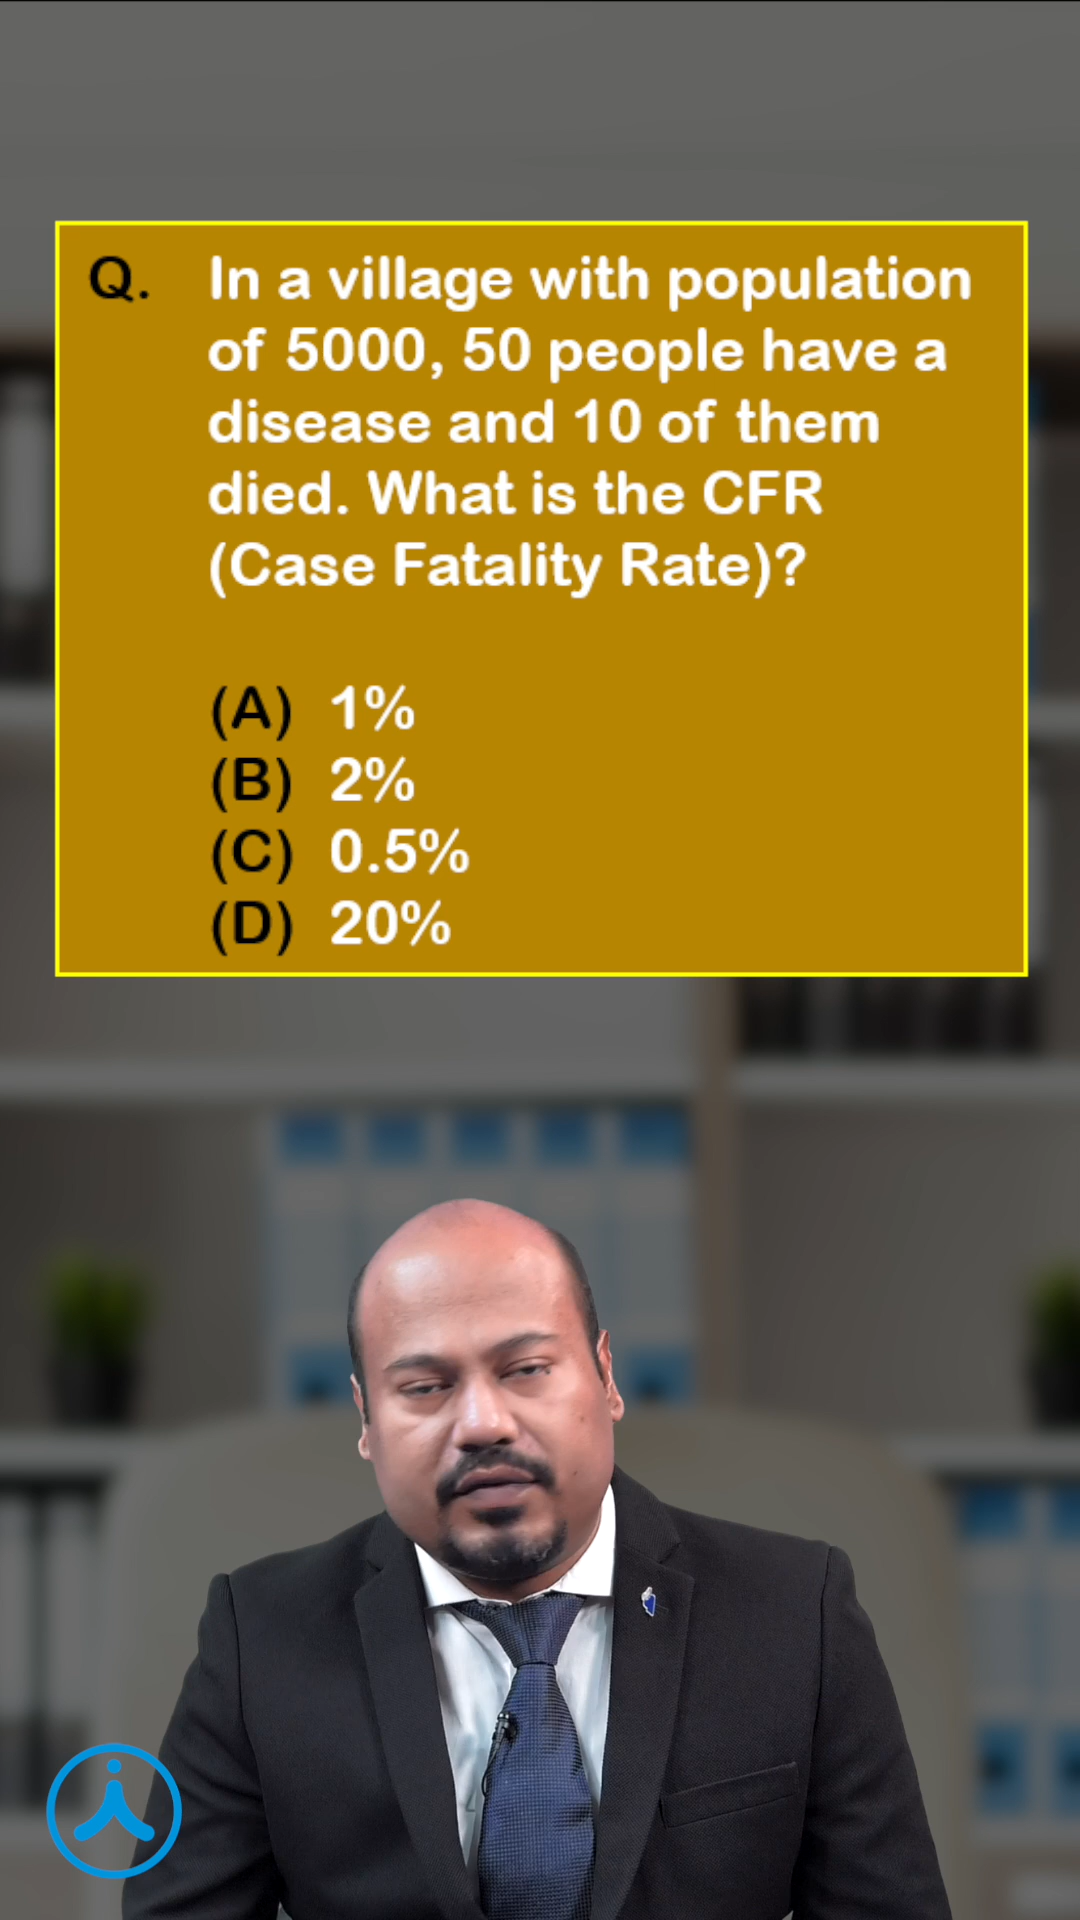 Q. In a village with population
of 5000, 50 people have a
disease and 10 of them
died. What is the CFR
(Case Fatality Rate)?
(A) 1%
(B) 2%
(C) 0.5%
(D) 20%